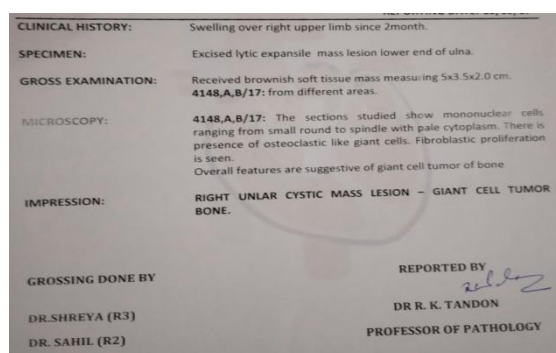 CLINICAL HISTORY: Swelling over right upper limb since 2month.
SPECIMEN: Excised lytic expansile mass lesion lower end of ulna.
GROSS EXAMINATION: Received brownish soft tissue mass measuring 5x3.5x2.0 cm.
4148,A,B/17: from different areas.
MICROSCOPY: 4148,A,B/17: The sections studied show mononuclear cells
ranging from small round to spindle with pale cytoplasm. There is
presence of osteoclastic like giant cells. Fibroblastic proliferation
is seen.
Overall features are suggestive of giant cell tumor of bone
IMPRESSION: RIGHT UNLAR CYSTIC MASS LESION – GIANT CELL TUMOR
BONE.
GROSSING DONE BY
REPORTED BY
DR.SHREYA (R3)
DR R. K. TANDON
DR. SAHIL (R2)
PROFESSOR OF PATHOLOGY